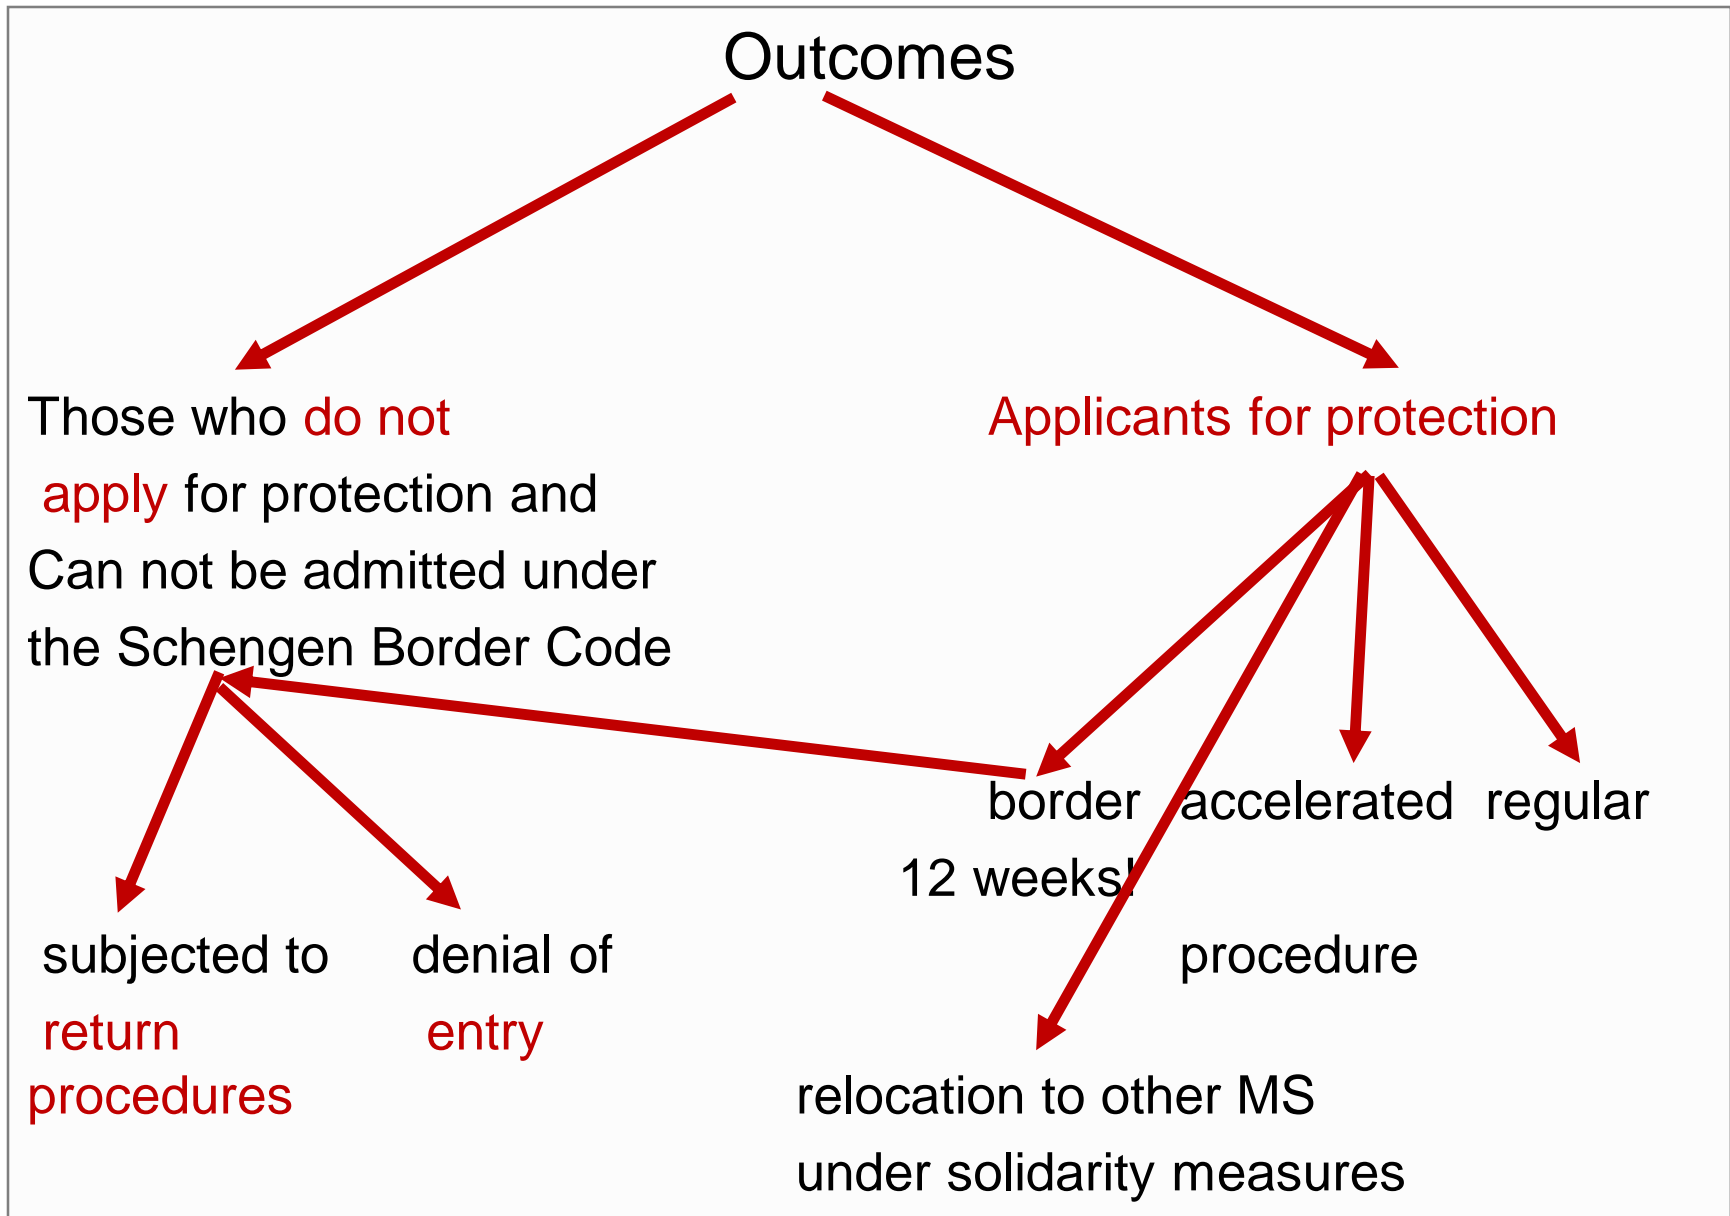 Outcomes
Those who do not
apply for protection and
Can not be admitted under
the Schengen Border Code
Applicants for protection
border accelerated regular
12 weeks!
procedure
subjected to
return
procedures
denial of
entry
relocation to other MS
under solidarity measures